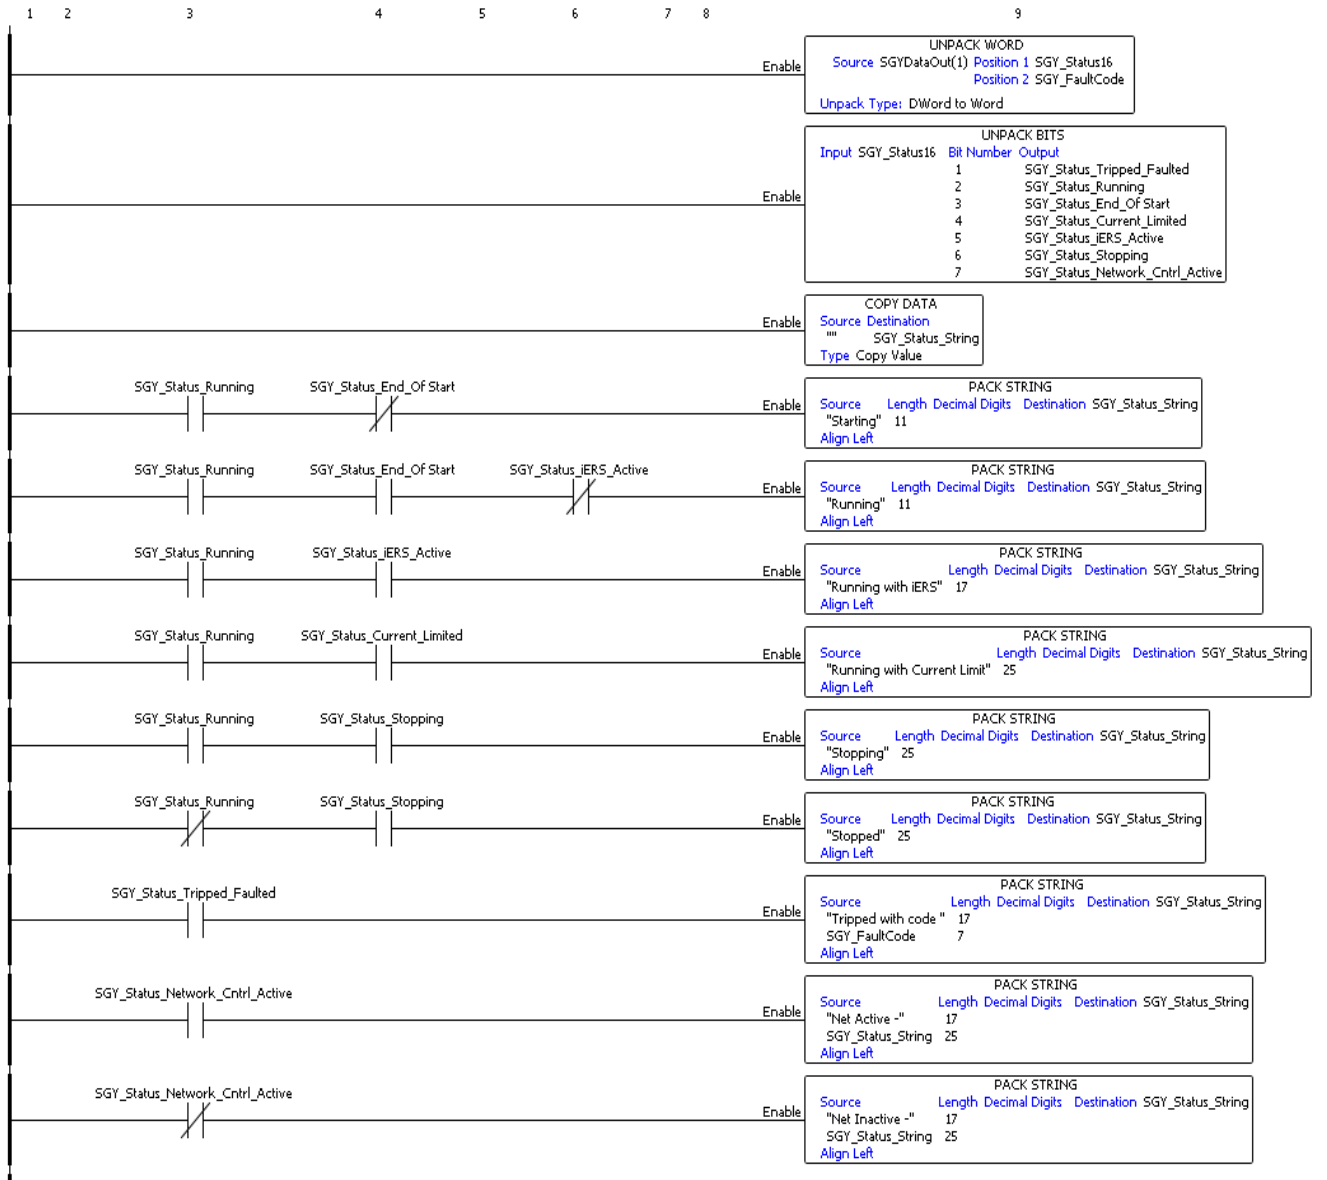 1 2 3 4 5 6 7 8 9
UNPACK WORD
Enable
Source SGYDataOut(1) Position 1 SGY_Status16
Position 2 SGY_FaultCode
Unpack Type: DWord to Word
UNPACK BITS
Input SGY_Status16 Bit Number Output
1 SGY_Status_Tripped_Faulted
2 SGY_Status_Running
Enable
3 SGY_Status_End_Of Start
4 SGY_Status_Current_Limited
5 SGY_Status_iERS_Active
6 SGY_Status_Stopping
7 SGY_Status_Network_Cntrl_Active
COPY DATA
Enable
Source Destination
"" SGY_Status_String
Type Copy Value
SGY_Status_Running SGY_Status_End_Of Start
PACK STRING
Enable
Source Length Decimal Digits Destination SGY_Status_String
"Starting" 11
Align Left
SGY_Status_Running SGY_Status_End_Of Start SGY_Status_iERS_Active
PACK STRING
Enable
Source Length Decimal Digits Destination SGY_Status_String
"Running" 11
Align Left
SGY_Status_Running SGY_Status_iERS_Active
PACK STRING
Enable
Source Length Decimal Digits Destination SGY_Status_String
"Running with iERS" 17
Align Left
SGY_Status_Running SGY_Status_Current_Limited
PACK STRING
Enable
Source Length Decimal Digits Destination SGY_Status_String
"Running with Current Limit" 25
Align Left
SGY_Status_Running SGY_Status_Stopping
PACK STRING
Enable
Source Length Decimal Digits Destination SGY_Status_String
"Stopping" 25
Align Left
SGY_Status_Running SGY_Status_Stopping
PACK STRING
Enable
Source Length Decimal Digits Destination SGY_Status_String
"Stopped" 25
Align Left
SGY_Status_Tripped_Faulted
PACK STRING
Enable
Source Length Decimal Digits Destination SGY_Status_String
"Tripped with code " 17
SGY_FaultCode 7
Align Left
SGY_Status_Network_Cntrl_Active
PACK STRING
Enable
Source Length Decimal Digits Destination SGY_Status_String
"Net Active -" 17
SGY_Status_String 25
Align Left
SGY_Status_Network_Cntrl_Active
PACK STRING
Enable
Source Length Decimal Digits Destination SGY_Status_String
"Net Inactive -" 17
SGY_Status_String 25
Align Left